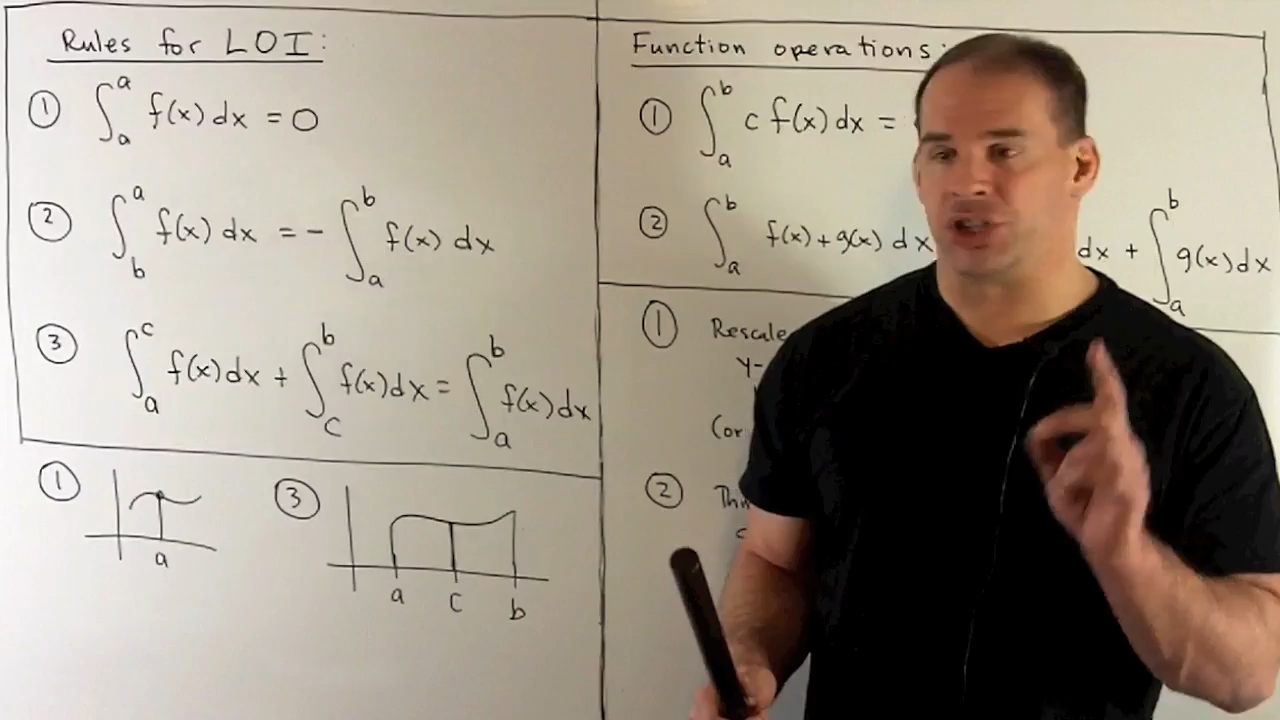 Rules for LOI:
① ∫_a^a f(x) dx = 0
② ∫_b^a f(x) dx = - ∫_a^b f(x) dx
③ ∫_a^c f(x) dx + ∫_c^b f(x) dx = ∫_a^b f(x) dx
① a
③ a c b
Function operations:
① ∫_a^b c f(x) dx =
② ∫_a^b f(x) + g(x) dx dx + ∫_a^b g(x) dx
① Rescale
y-
(or
②